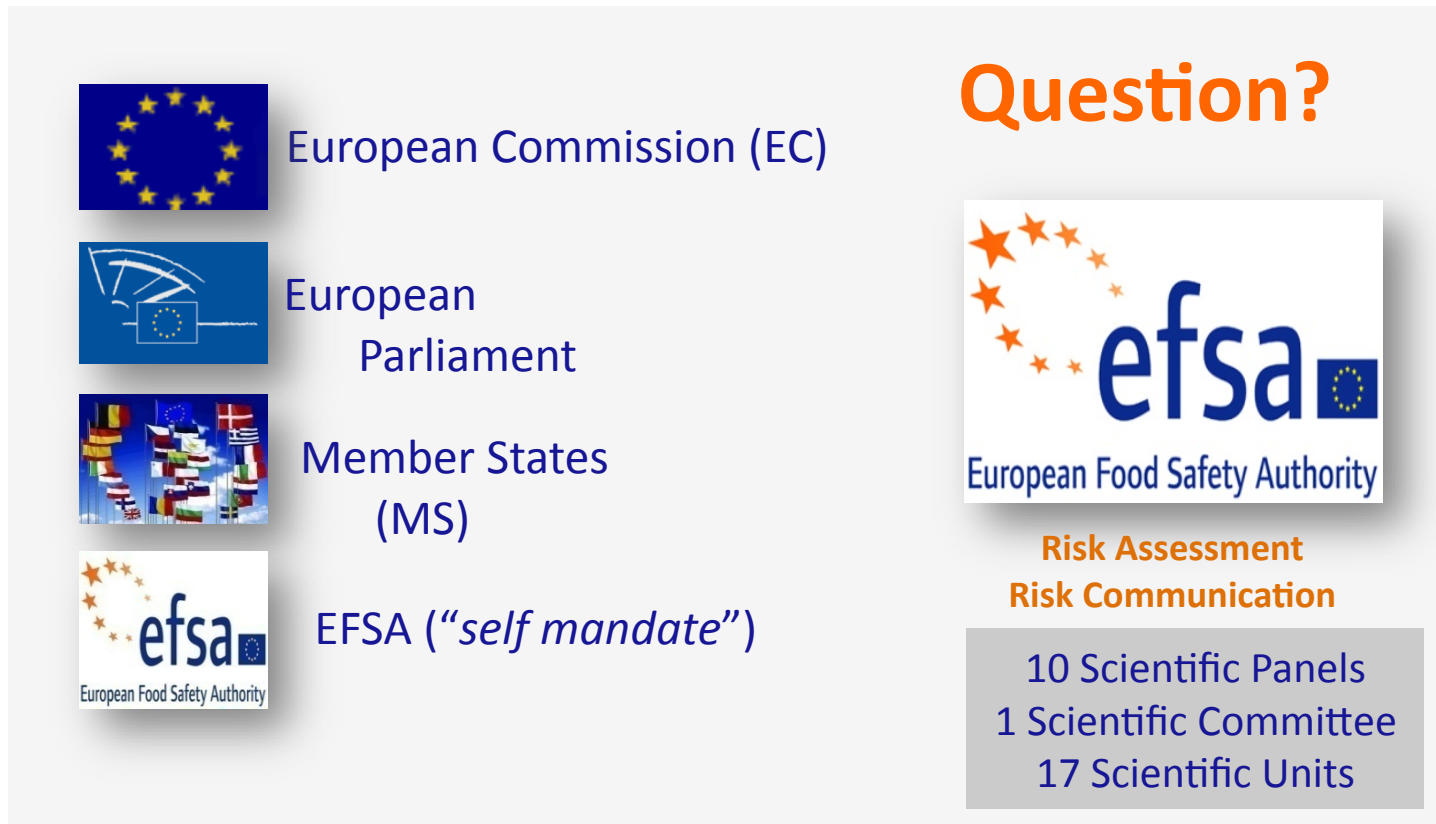 European Commission (EC)
European
Parliament
Member States
(MS)
efsa
European Food Safety Authority
EFSA (“self mandate”)
Question?
efsa
European Food Safety Authority
Risk Assessment
Risk Communication
10 Scientific Panels
1 Scientific Committee
17 Scientific Units